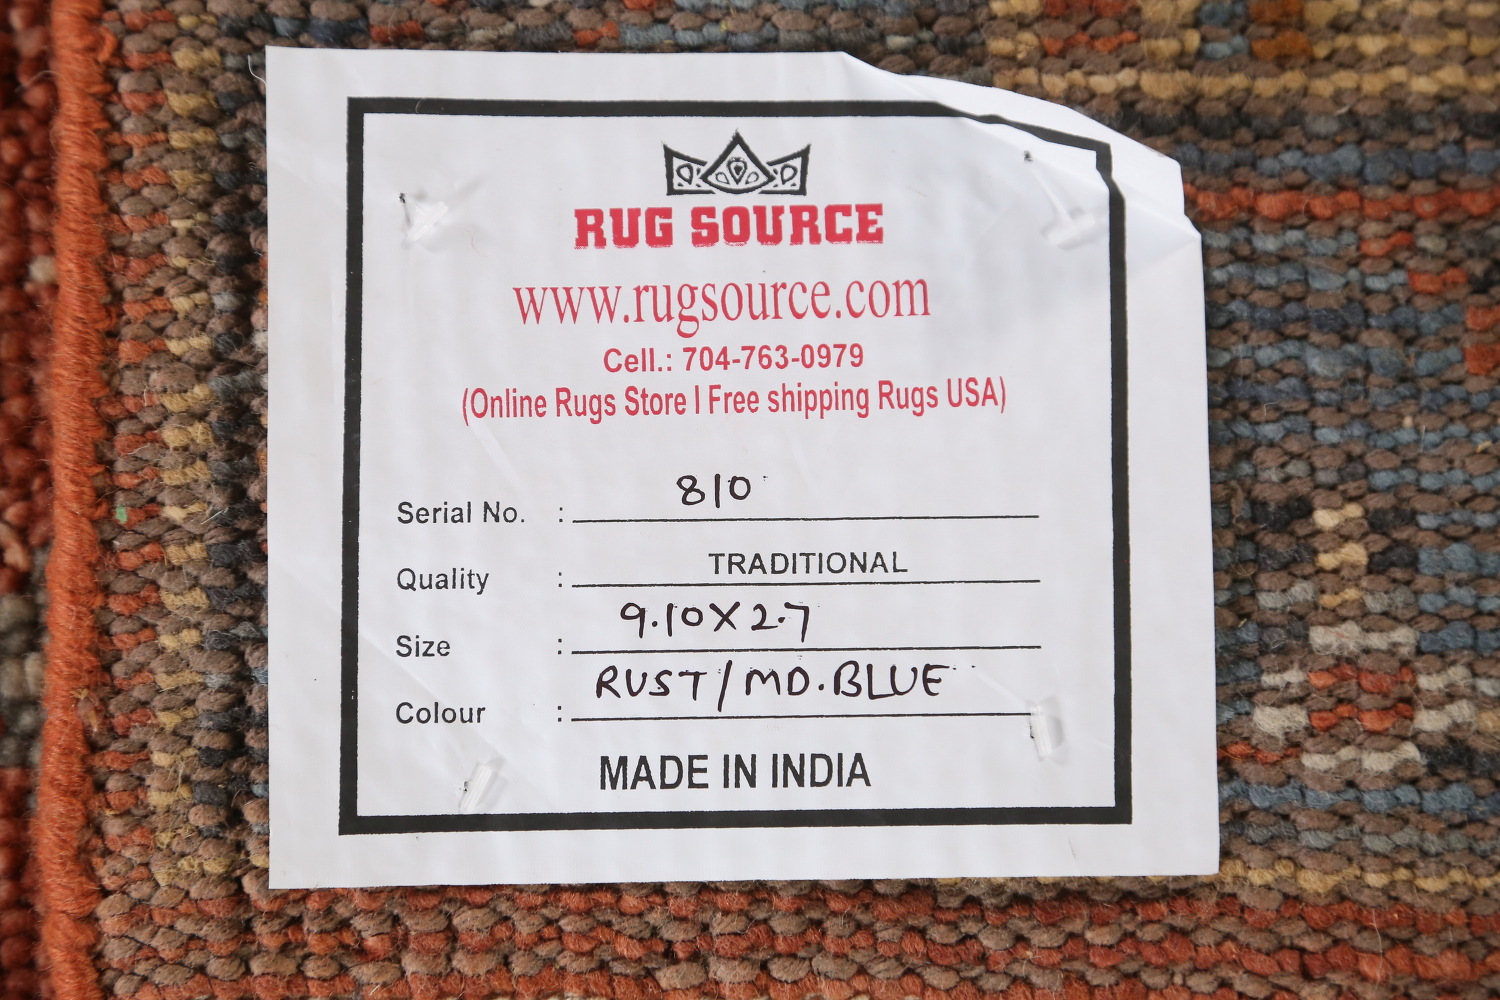 RUG SOURCE
www.rugsource.com
Cell.: 704-763-0979
(Online Rugs Store I Free shipping Rugs USA)
Serial No. : 810
Quality : TRADITIONAL
Size : 9.10X2.7
Colour : RUST/MD.BLUE
MADE IN INDIA